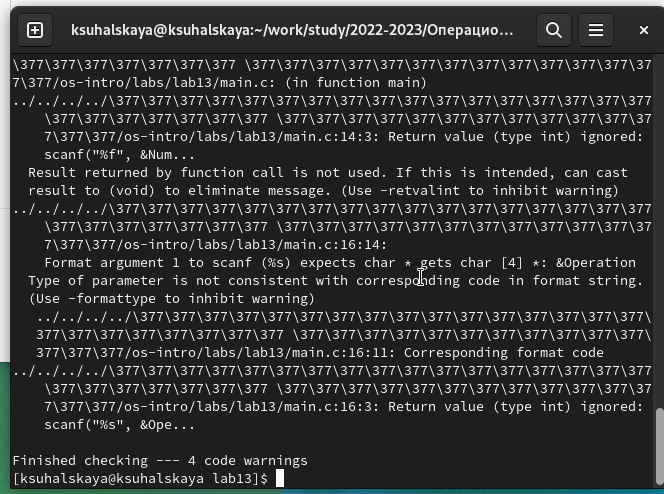 ksuhalskaya@ksuhalskaya:~/work/study/2022-2023/Операцио...
\377\377\377\377\377\377\377 \377\377\377\377\377\377\377\377\377\377\377\377\37
7\377\377/os-intro/labs/lab13/main.c: (in function main)
../../../../\377\377\377\377\377\377\377\377\377\377\377\377\377\377\377\377\377
\377\377\377\377\377\377\377 \377\377\377\377\377\377\377\377\377\377\377\37
7\377\377/os-intro/labs/lab13/main.c:14:3: Return value (type int) ignored:
scanf("%f", &Num...
Result returned by function call is not used. If this is intended, can cast
result to (void) to eliminate message. (Use -retvalint to inhibit warning)
../../../../\377\377\377\377\377\377\377\377\377\377\377\377\377\377\377\377\377
\377\377\377\377\377\377\377 \377\377\377\377\377\377\377\377\377\377\377\37
7\377\377/os-intro/labs/lab13/main.c:16:14:
Format argument 1 to scanf (%s) expects char * gets char [4] *: &Operation
Type of parameter is not consistent with corresponding code in format string.
(Use -formattype to inhibit warning)
../../../../\377\377\377\377\377\377\377\377\377\377\377\377\377\377\377\377\
377\377\377\377\377\377\377\377 \377\377\377\377\377\377\377\377\377\377\377\
377\377\377/os-intro/labs/lab13/main.c:16:11: Corresponding format code
../../../../\377\377\377\377\377\377\377\377\377\377\377\377\377\377\377\377\377
\377\377\377\377\377\377\377 \377\377\377\377\377\377\377\377\377\377\377\37
7\377\377/os-intro/labs/lab13/main.c:16:3: Return value (type int) ignored:
scanf("%s", &Ope...
Finished checking --- 4 code warnings
[ksuhalskaya@ksuhalskaya lab13]$